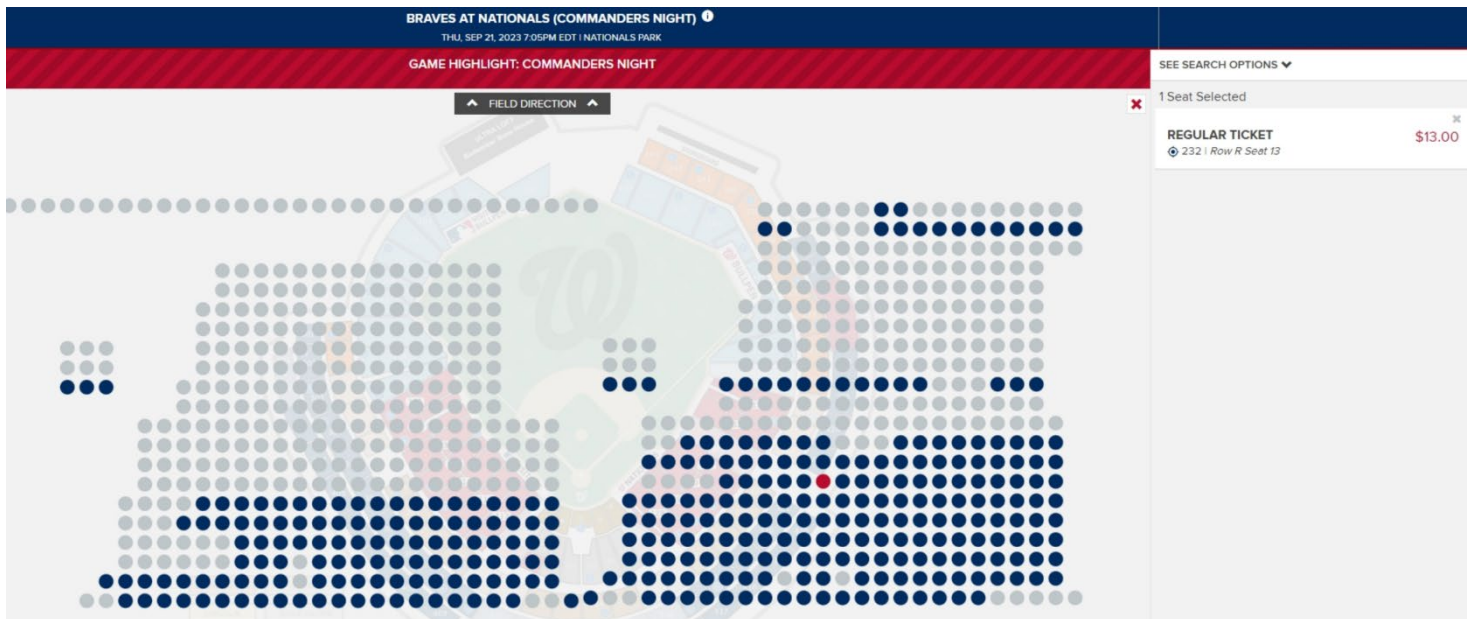 BRAVES AT NATIONALS (COMMANDERS NIGHT)
THU, SEP 21, 2023 7:05PM EDT | NATIONALS PARK
GAME HIGHLIGHT: COMMANDERS NIGHT
FIELD DIRECTION
SEE SEARCH OPTIONS
1 Seat Selected
REGULAR TICKET
$13.00
232 | Row R Seat 13